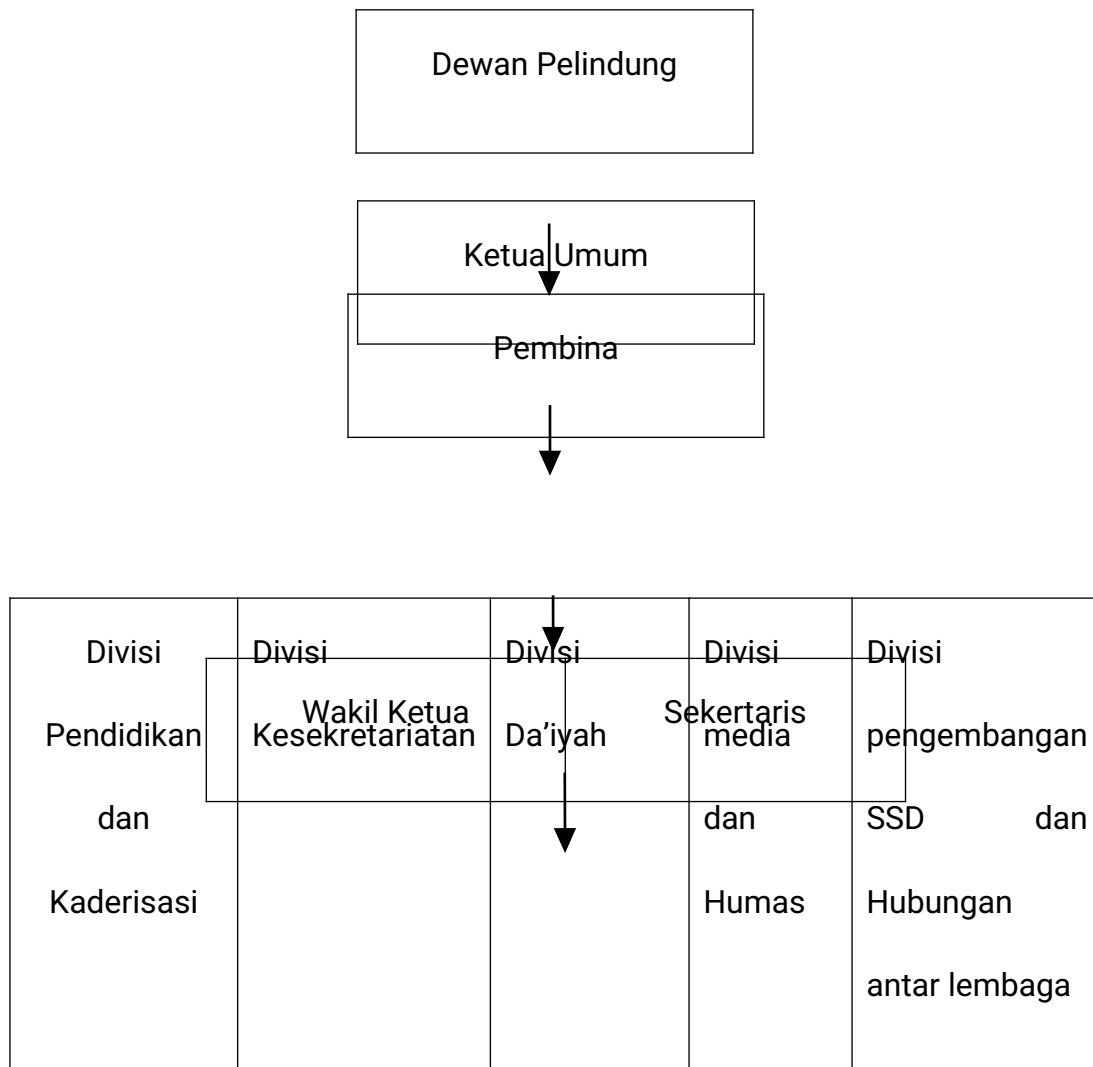 Dewan Pelindung
Ketua Umum
Pembina
Divisi
Pendidikan
dan
Kaderisasi
Divisi
Kesekretariatan
Divisi
Da’iyah
Divisi
media
dan
Humas
Divisi
pengembangan
SSD dan
Hubungan
antar lembaga
Wakil Ketua
Sekertaris